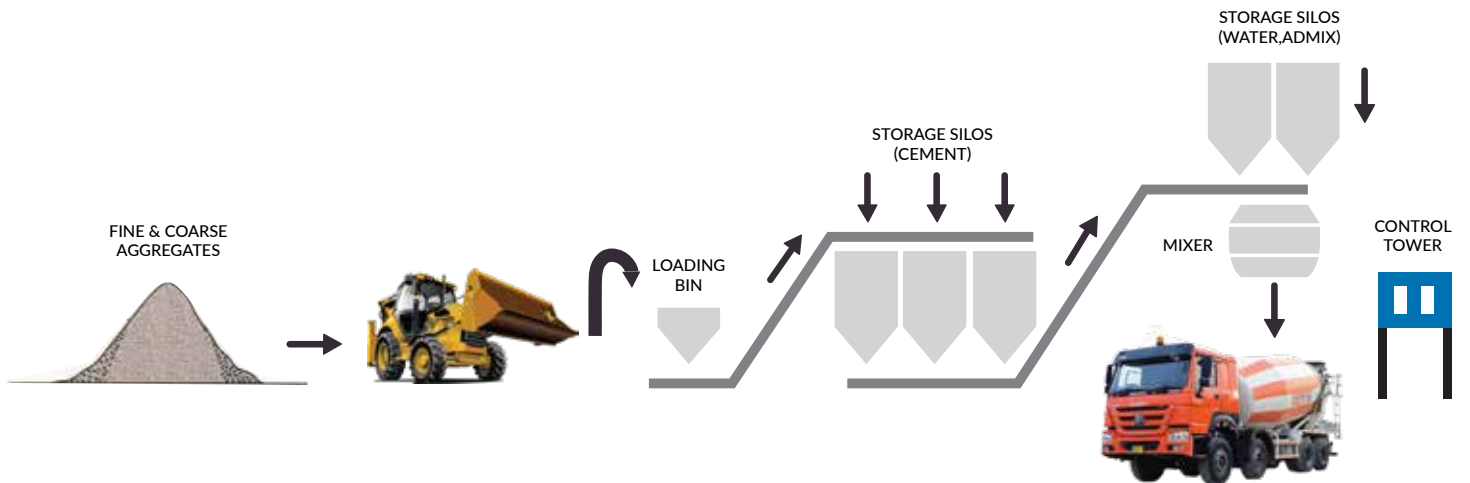 FINE & COARSE
AGGREGATES
LOADING
BIN
STORAGE SILOS
(CEMENT)
STORAGE SILOS
(WATER,ADMIX)
MIXER
CONTROL
TOWER